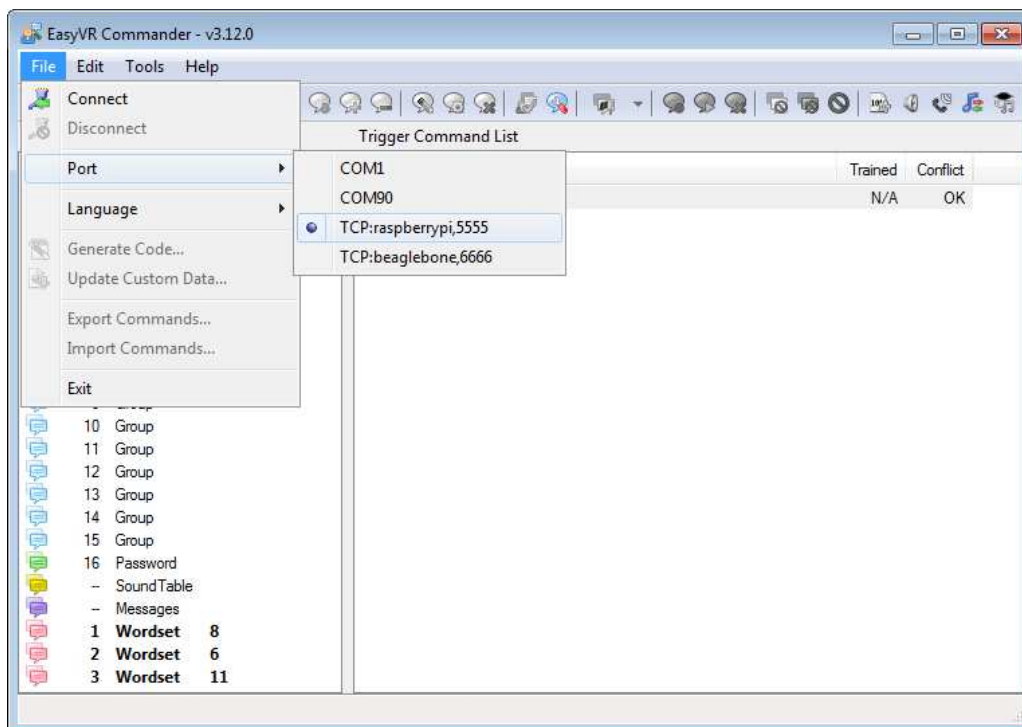 EasyVR Commander - v3.12.0
File Edit Tools Help
Connect
Disconnect
Trigger Command List
Port
COM1
Trained Conflict
COM90
N/A OK
Language
TCP:raspberrypi,5555
Generate Code...
TCP:beaglebone,6666
Update Custom Data...
Export Commands...
Import Commands...
Exit
10 Group
11 Group
12 Group
13 Group
14 Group
15 Group
16 Password
-- SoundTable
-- Messages
1 Wordset 8
2 Wordset 6
3 Wordset 11